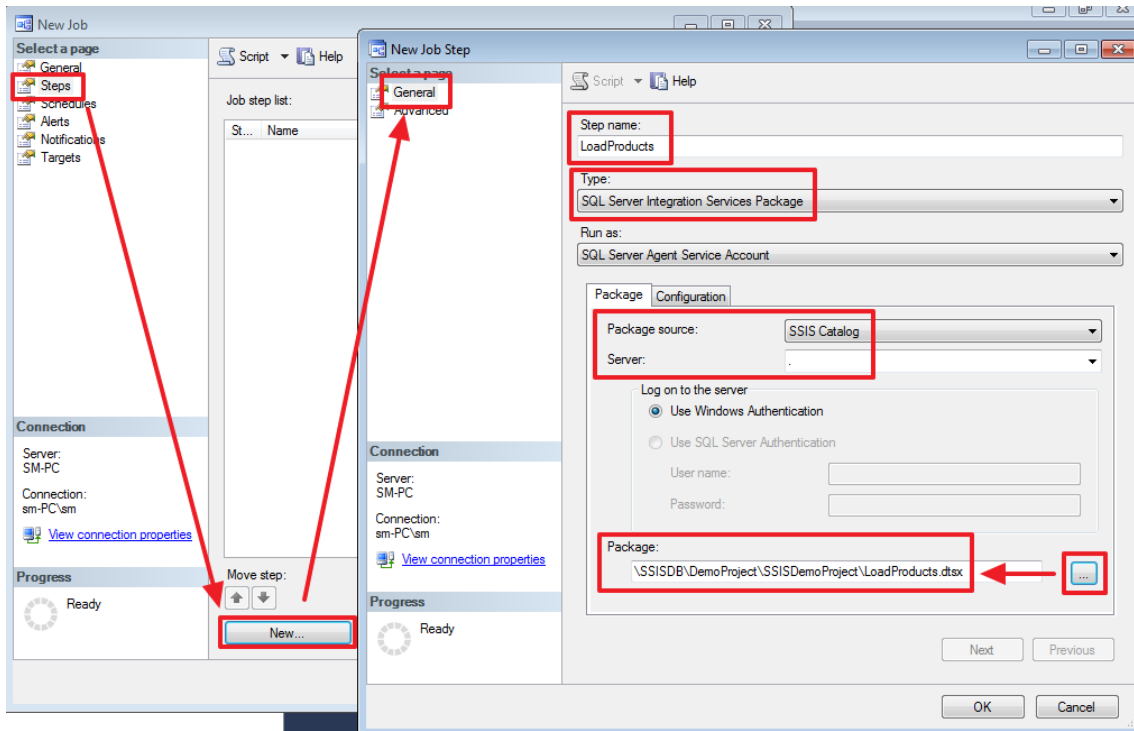 New Job
Select a page
General
Steps
Schedules
Alerts
Notifications
Targets
Script
Help
Job step list:
St... Name
Connection
Server:
SM-PC
Connection:
sm-PC\sm
View connection properties
Progress
Ready
Move step:
New...
New Job Step
Select a page
General
Advanced
Script
Help
Step name:
LoadProducts
Type:
SQL Server Integration Services Package
Run as:
SQL Server Agent Service Account
Package Configuration
Package source: SSIS Catalog
Server: .
Log on to the server
Use Windows Authentication
Use SQL Server Authentication
User name:
Password:
Package:
\SSISDB\DemoProject\SSISDemoProject\LoadProducts.dtsx ...
Connection
Server:
SM-PC
Connection:
sm-PC\sm
View connection properties
Progress
Ready
Next Previous
OK Cancel